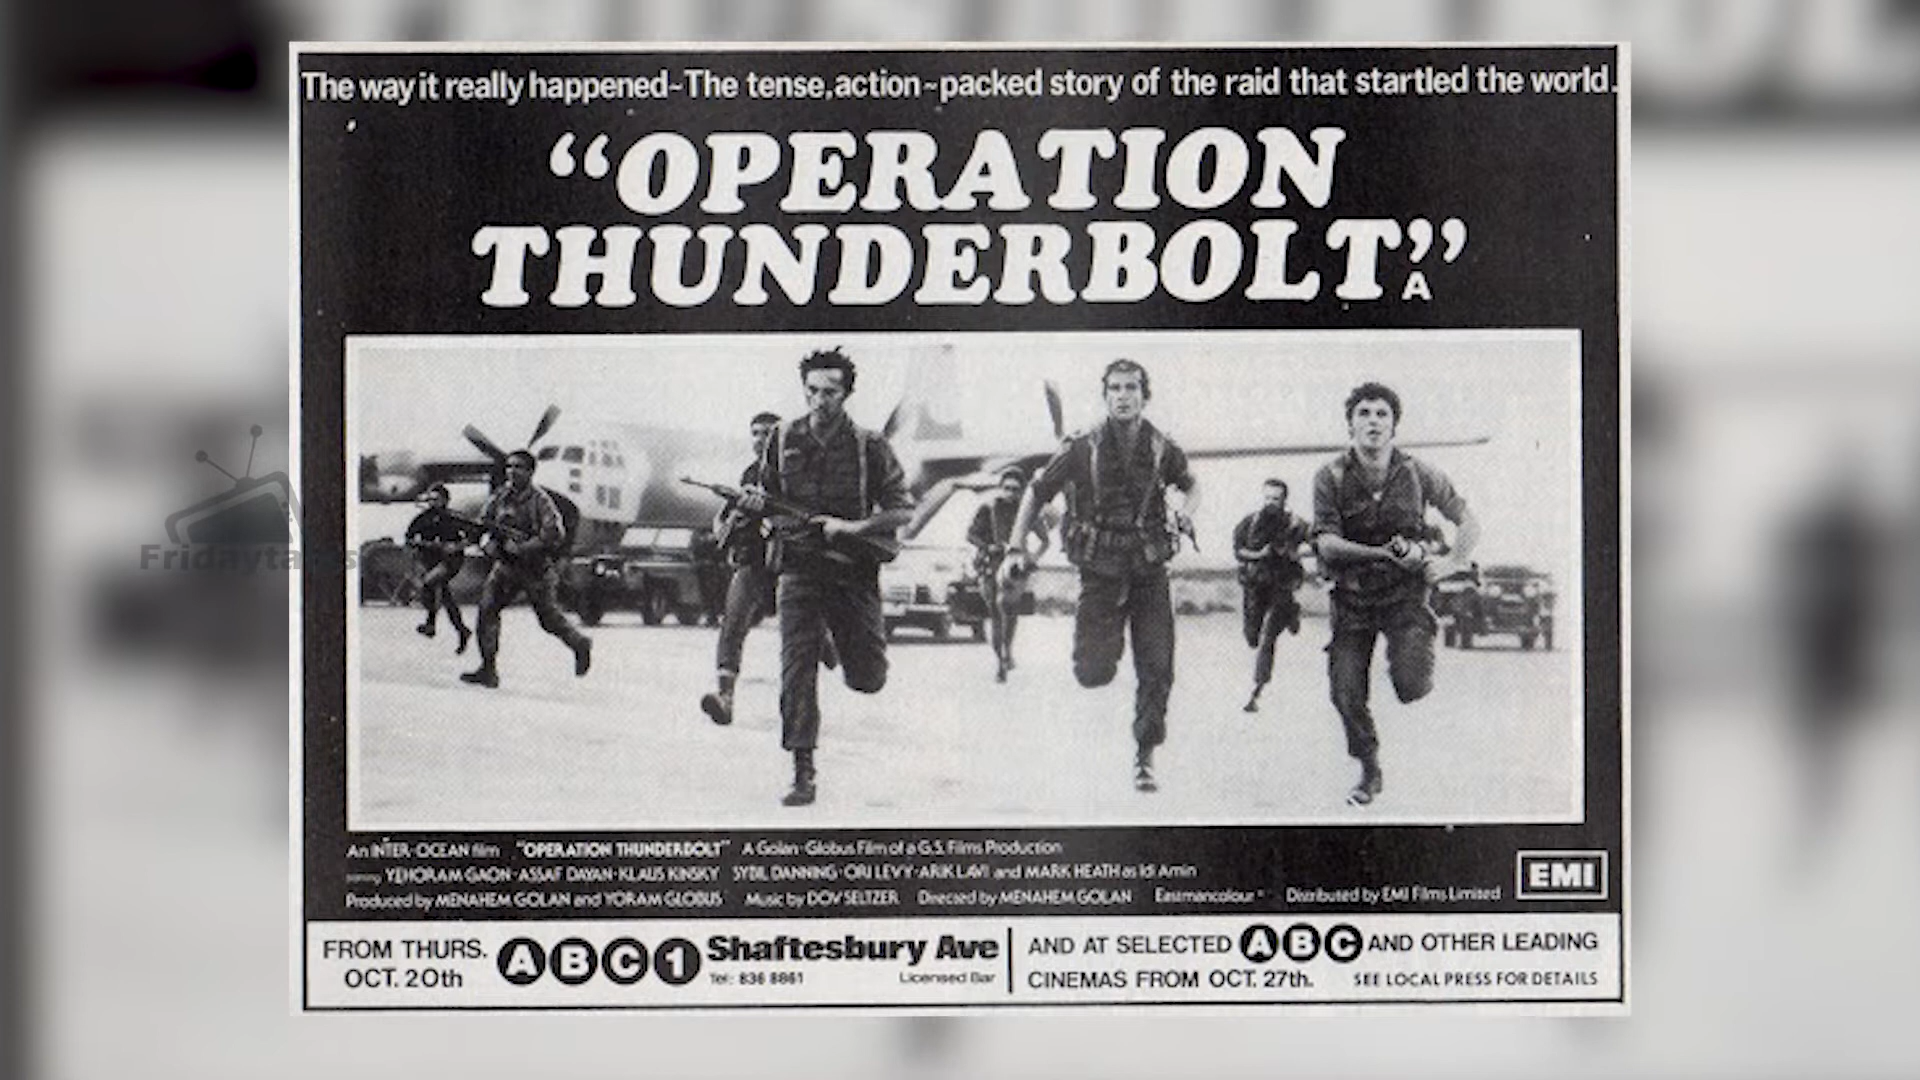 The way it really happened~The tense,action~packed story of the raid that startled the world.
“OPERATION
THUNDERBOLT”
A
Fridayta
An INTER-OCEAN film "OPERATION THUNDERBOLT" A Golan-Globus Film of a G.S. Films Production
YEHORAM GAON·ASSAF DAYAN·KLAUS KINSKY SYBIL DANNING·ORI LEVY·ARIK LAVI and MARK HEATH as Idi Amin
Produced by MENAHEM GOLAN and YORAM GLOBUS Music by DOV SELTZER Directed by MENAHEM GOLAN Eastmancolour Distributed by EMI Films Limited
EMI
FROM THURS.
OCT. 20th
ABC1
Shaftesbury Ave
Tel: 836 8861 Licensed Bar
AND AT SELECTED ABC AND OTHER LEADING
CINEMAS FROM OCT. 27th. SEE LOCAL PRESS FOR DETAILS